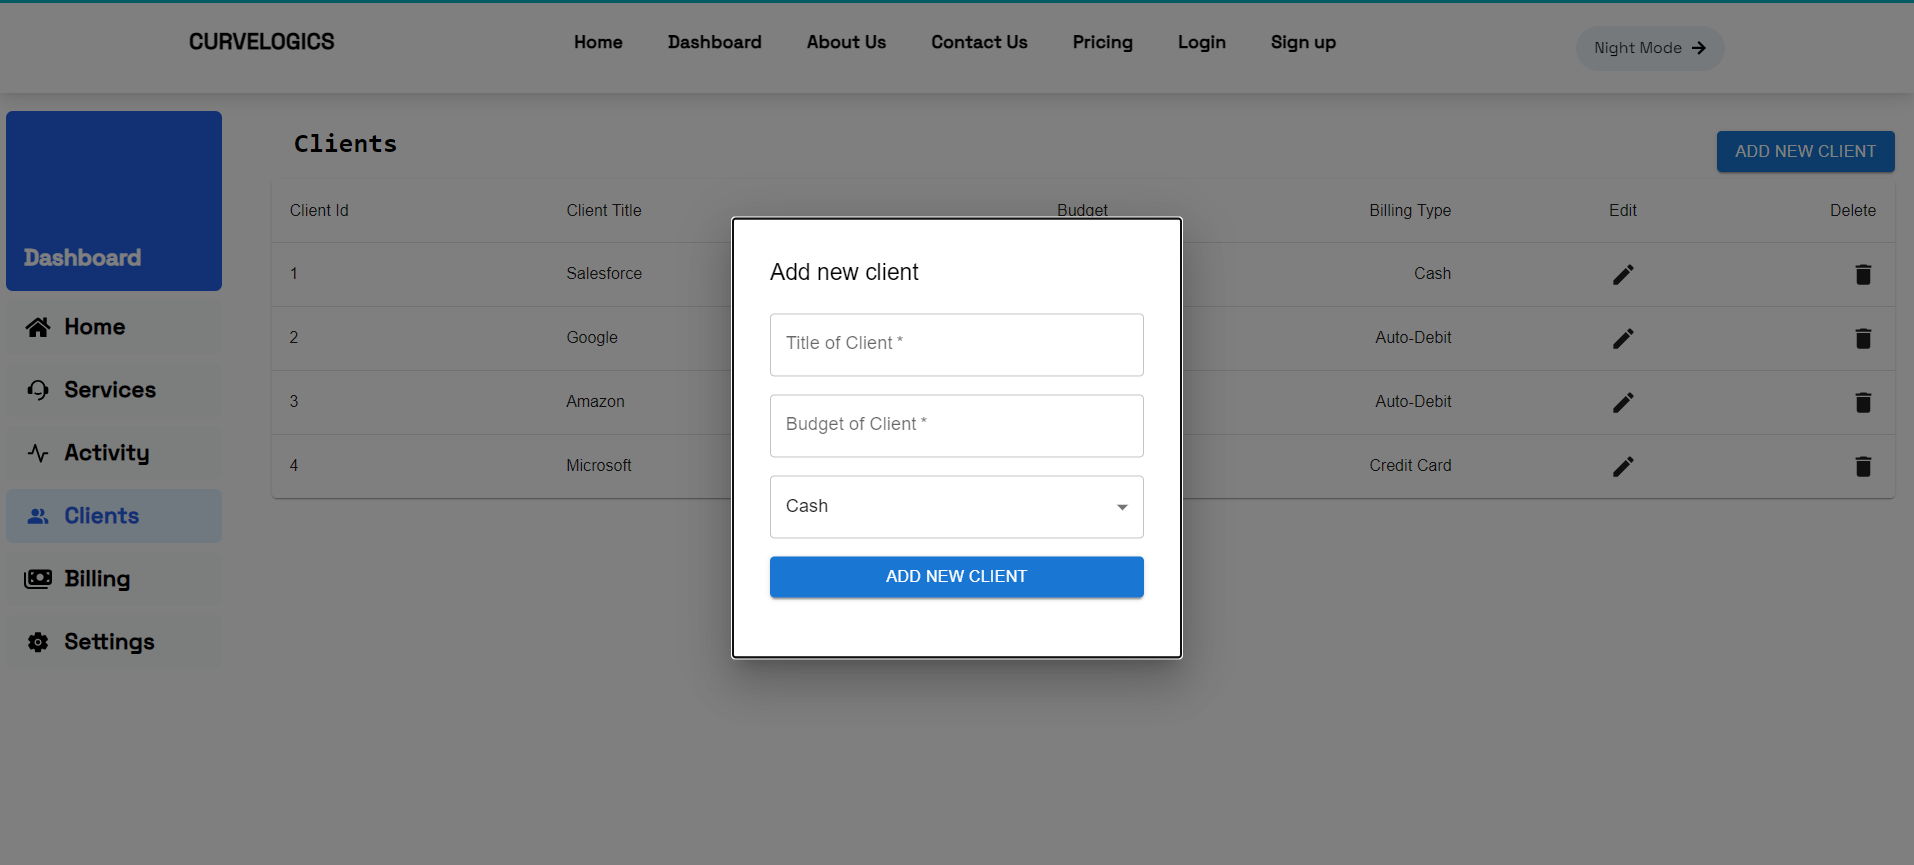 CURVELOGICS
Home Dashboard About Us Contact Us Pricing Login Sign up
Night Mode
Dashboard
Home
Services
Activity
Clients
Billing
Settings
Clients
ADD NEW CLIENT
Client Id Client Title Budget Billing Type Edit Delete
1 Salesforce Cash
2 Google Auto-Debit
3 Amazon Auto-Debit
4 Microsoft Credit Card
Add new client
Title of Client *
Budget of Client *
Cash
ADD NEW CLIENT